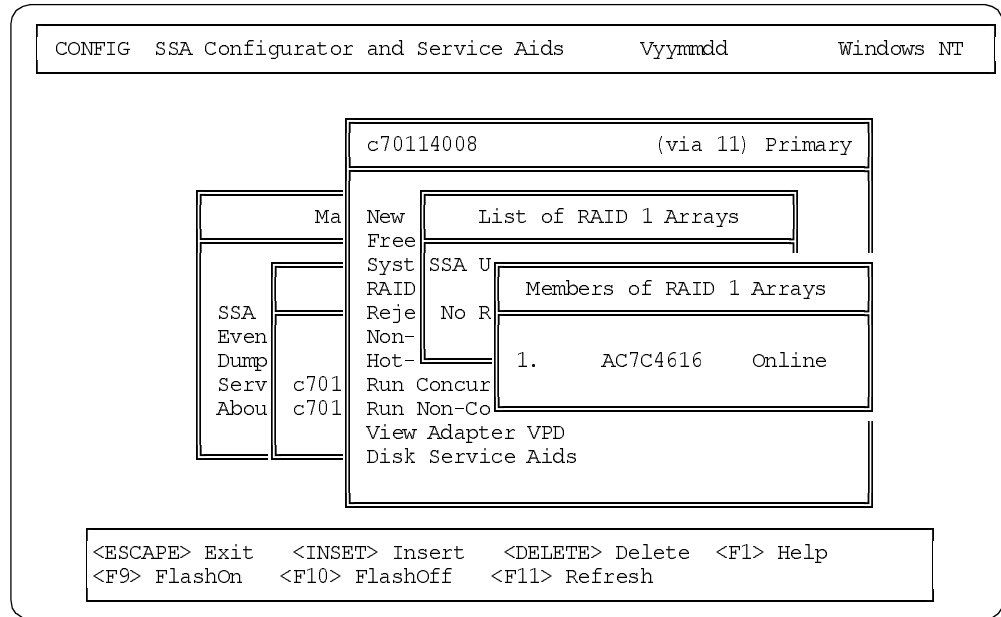 CONFIG SSA Configurator and Service Aids Vyymmdd Windows NT
c70114008 (via 11) Primary
Ma
New
List of RAID 1 Arrays
Free
Syst
SSA U
RAID
Members of RAID 1 Arrays
SSA
Reje
No R
Even
Non-
Dump
Hot-
1. AC7C4616 Online
Serv
c701
Run Concur
Abou
c701
Run Non-Co
View Adapter VPD
Disk Service Aids
<ESCAPE> Exit <INSET> Insert <DELETE> Delete <F1> Help
<F9> FlashOn <F10> FlashOff <F11> Refresh